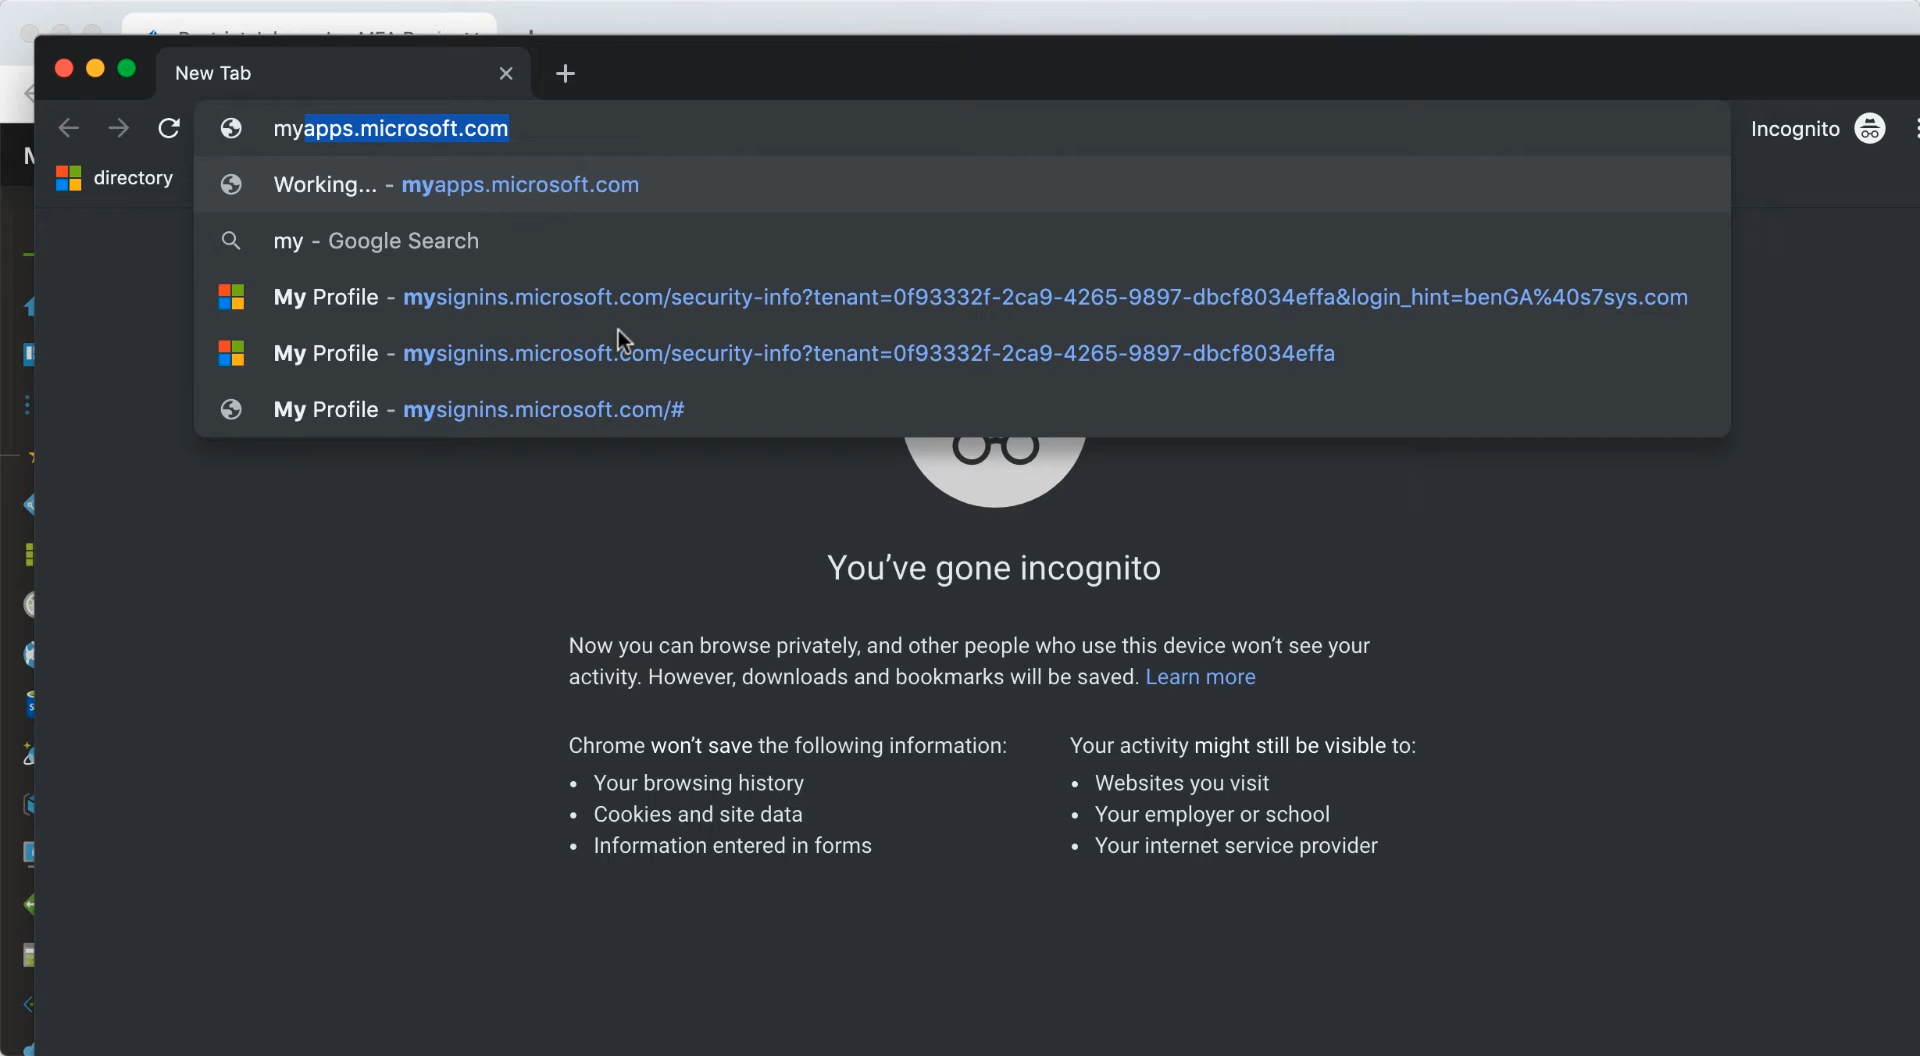 New Tab
myapps.microsoft.com
Incognito
directory
Working... - myapps.microsoft.com
my - Google Search
My Profile - mysignins.microsoft.com/security-info?tenant=0f93332f-2ca9-4265-9897-dbcf8034effa&login_hint=benGA%40s7sys.com
My Profile - mysignins.microsoft.com/security-info?tenant=0f93332f-2ca9-4265-9897-dbcf8034effa
My Profile - mysignins.microsoft.com/#
You've gone incognito
Now you can browse privately, and other people who use this device won't see your
activity. However, downloads and bookmarks will be saved. Learn more
Chrome won't save the following information:
• Your browsing history
• Cookies and site data
• Information entered in forms
Your activity might still be visible to:
• Websites you visit
• Your employer or school
• Your internet service provider